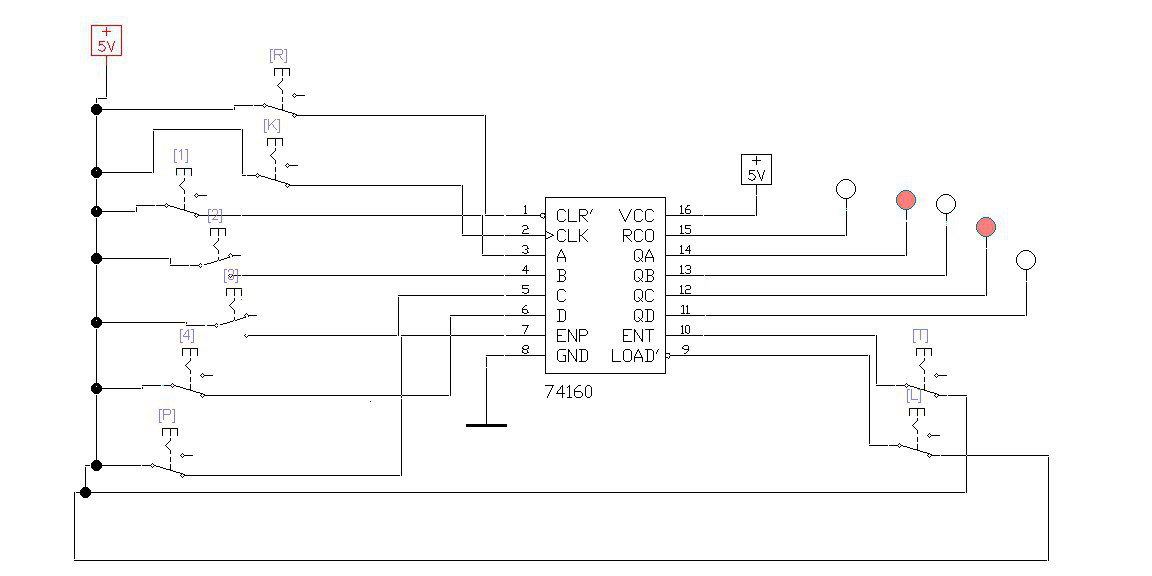 +
5V
[R]
[K]
[1]
[2]
[3]
[4]
[P]
+
5V
1 CLR' VCC 16
2 CLK RCO 15
3 A QA 14
4 B QB 13
5 C QC 12
6 D QD 11
7 ENP ENT 10
8 GND LOAD' 9
74160
[T]
[L]